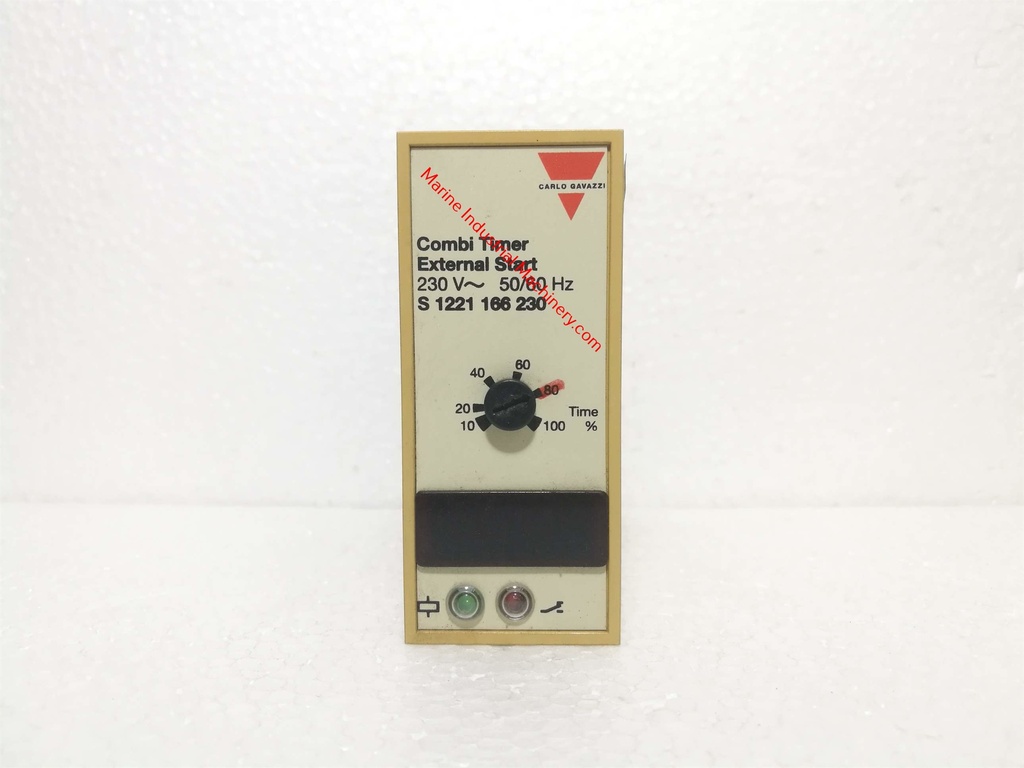 CARLO GAVAZZI
Marine Industrial Machinery.com
Combi Timer
External Start
230 V~ 50/60 Hz
S 1221 166 230
60
40
80
20
Time
10
100
%